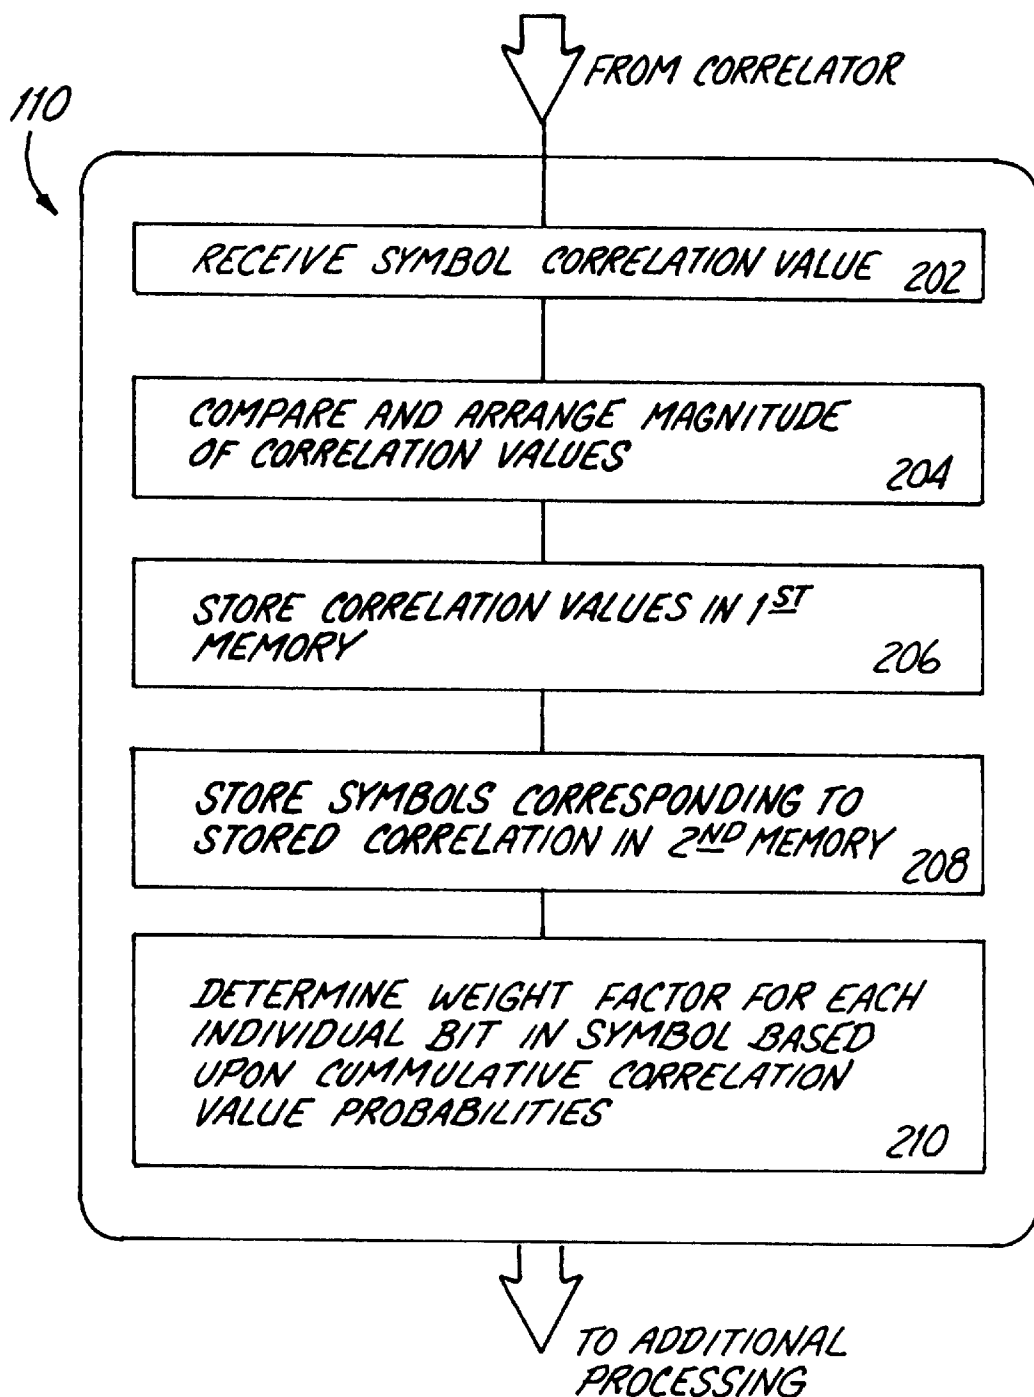 FROM CORRELATOR
110
RECEIVE SYMBOL CORRELATION VALUE 202
COMPARE AND ARRANGE MAGNITUDE
OF CORRELATION VALUES
204
STORE CORRELATION VALUES IN 1ST
MEMORY
206
STORE SYMBOLS CORRESPONDING TO
STORED CORRELATION IN 2ND MEMORY
208
DETERMINE WEIGHT FACTOR FOR EACH
INDIVIDUAL BIT IN SYMBOL BASED
UPON CUMMULATIVE CORRELATION
VALUE PROBABILITIES
210
TO ADDITIONAL
PROCESSING